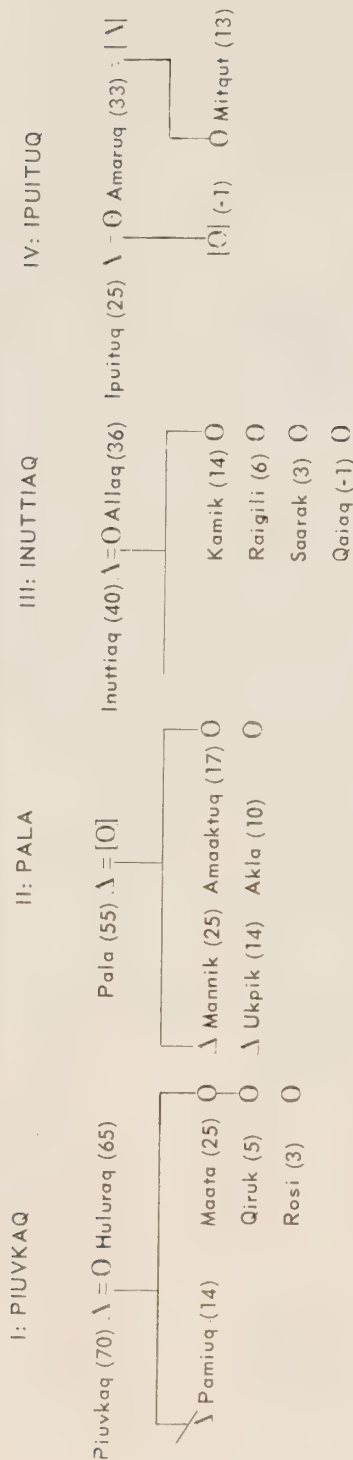 I: PIUVKAQ
Piuvkaq (70) Huluraq (65)
Pamiuq (14)
Maata (25)
Qiruk (5)
Rosi (3)
II: PALA
Pala (55)
Mannik (25) Amaaktuq (17)
Ukpik (14) Akla (10)
III: INUTTIAQ
Inuttiaq (40) Allaq (36)
Kamik (14)
Raigili (6)
Saarak (3)
Qaiaq (-1)
IV: IPUITUQ
Ipuituq (25) Amaruq (33)
(-1)
Mitqut (13)